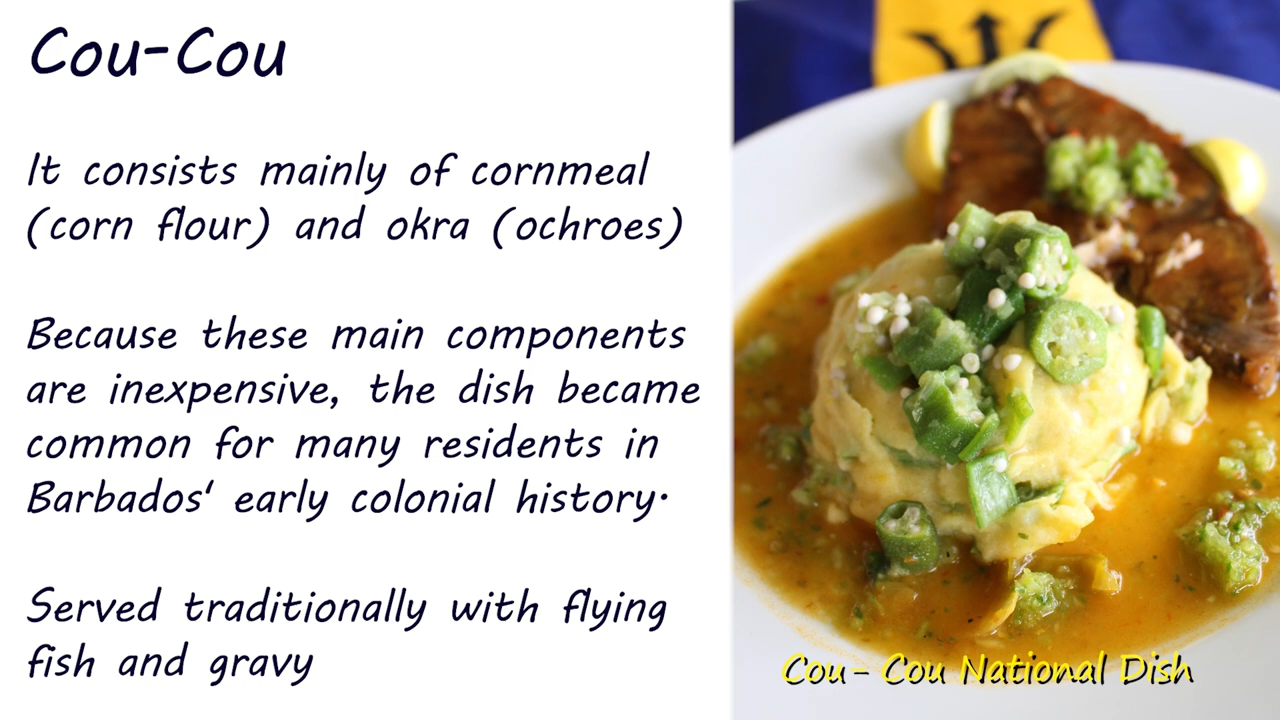 Cou-Cou
It consists mainly of cornmeal
(corn flour) and okra (ochroes)
Because these main components
are inexpensive, the dish became
common for many residents in
Barbados' early colonial history.
Served traditionally with flying
fish and gravy
Cou- Cou National Dish